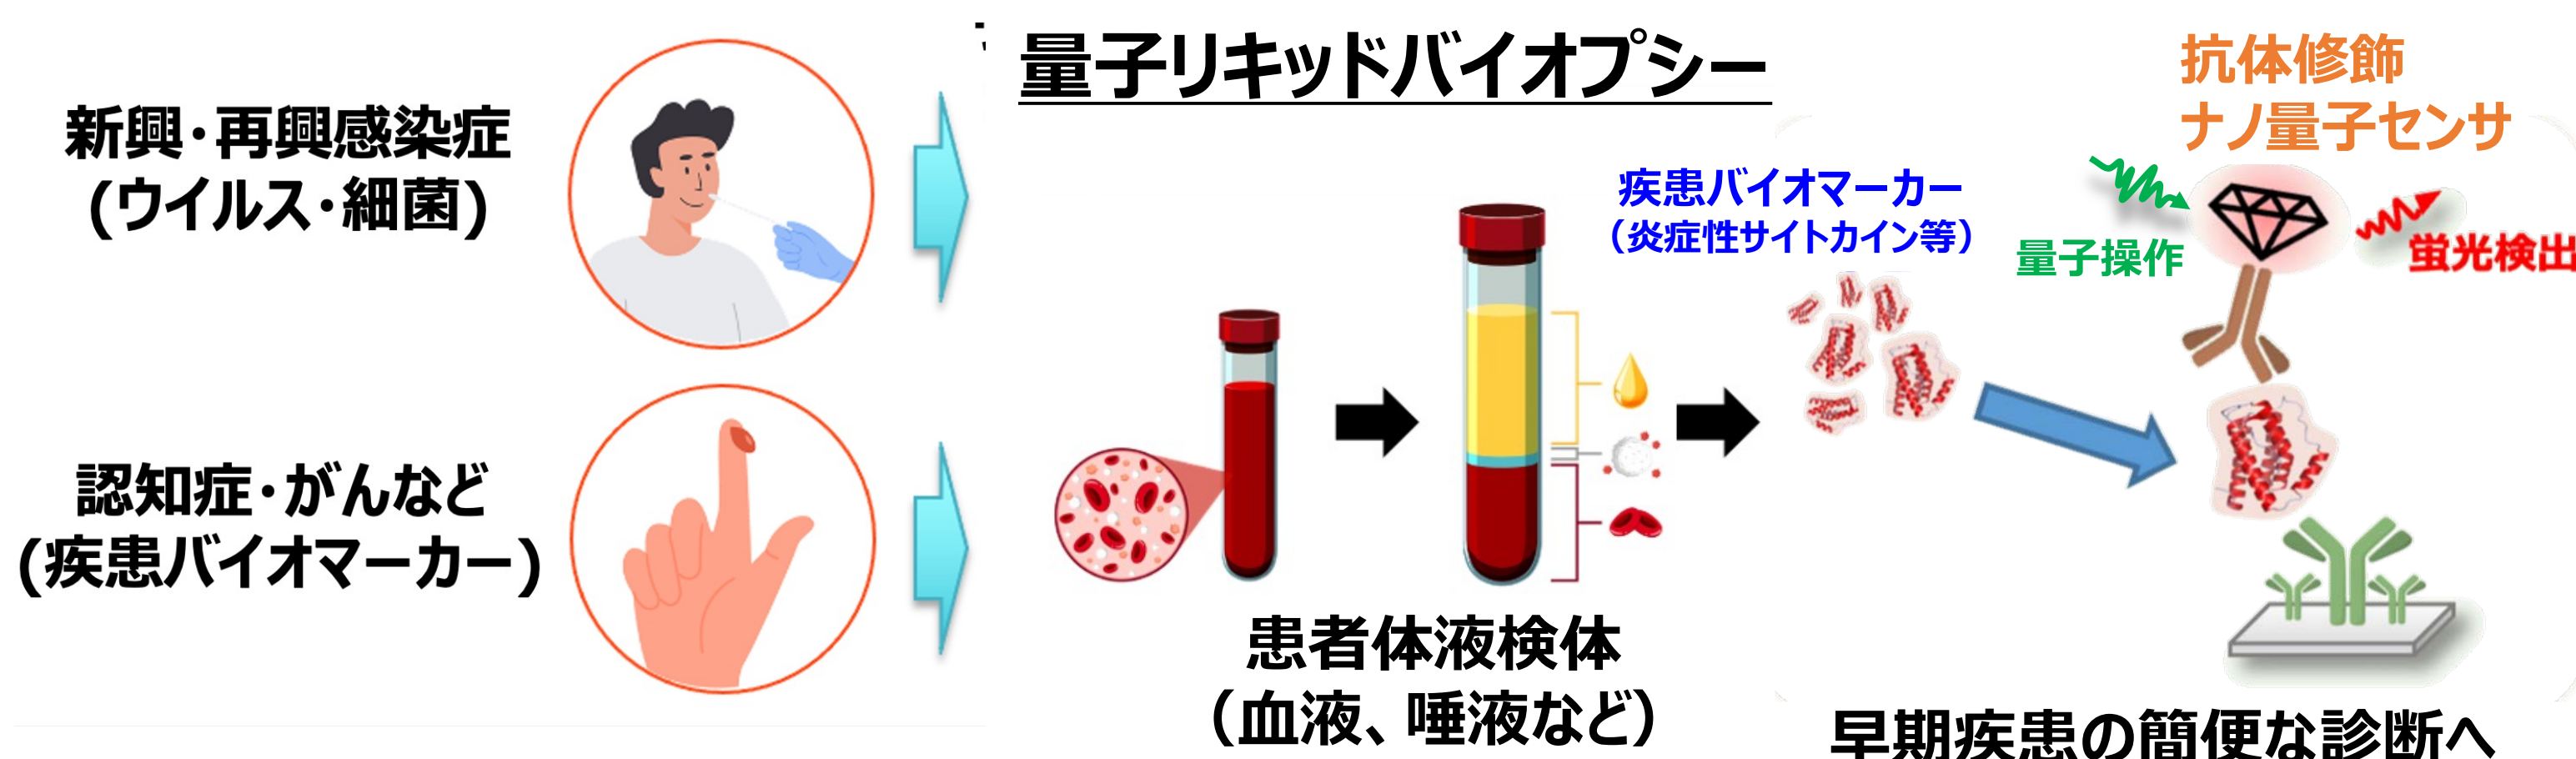 新興・再興感染症
(ウイルス・細菌)
認知症・がんなど
(疾患バイオマーカー)
量子リキッドバイオプシー
患者体液検体
（血液、唾液など）
疾患バイオマーカー
（炎症性サイトカイン等）
抗体修飾
ナノ量子センサ
量子操作
蛍光検出
早期疾患の簡便な診断へ